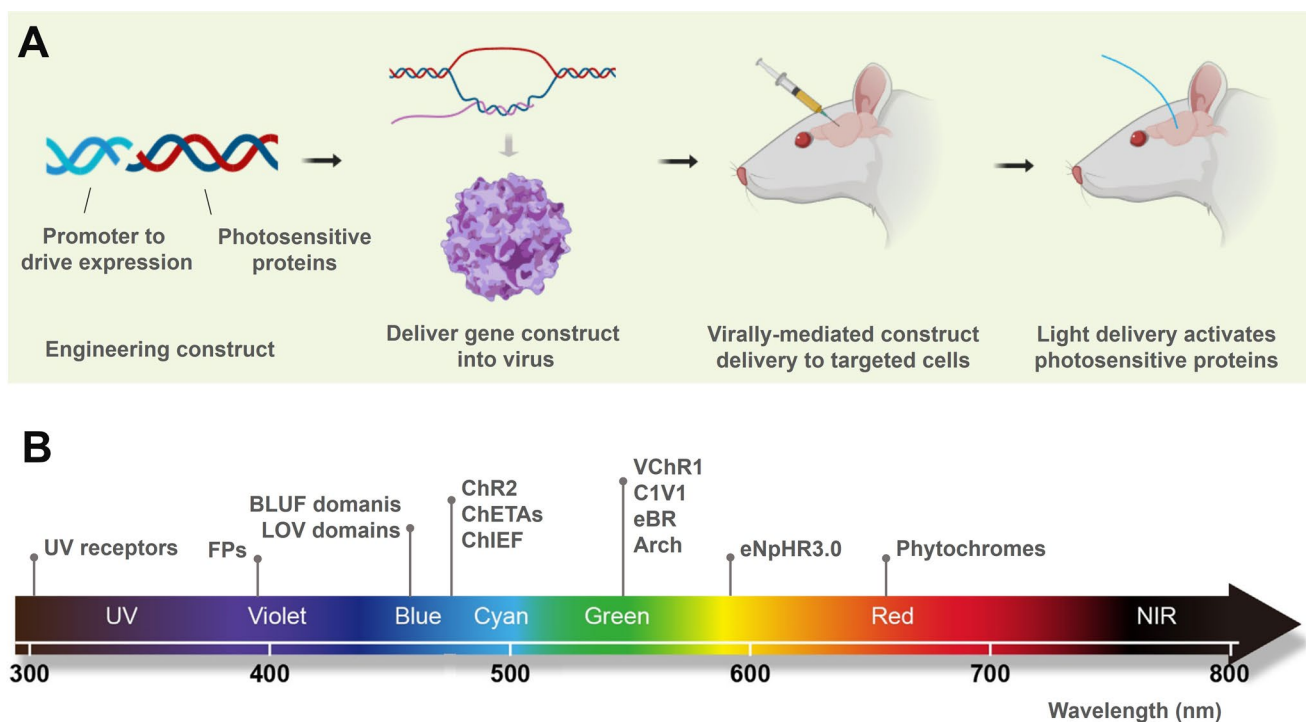 A
Promoter to
drive expression
Photosensitive
proteins
Engineering construct
Deliver gene construct
into virus
Virally-mediated construct
delivery to targeted cells
Light delivery activates
photosensitive proteins
B
UV receptors
FPs
BLUF domanis
LOV domains
ChR2
ChETAs
ChIEF
VChR1
C1V1
eBR
Arch
eNpHR3.0
Phytochromes
UV
Violet
Blue
Cyan
Green
Red
NIR
300
400
500
600
700
800
Wavelength (nm)